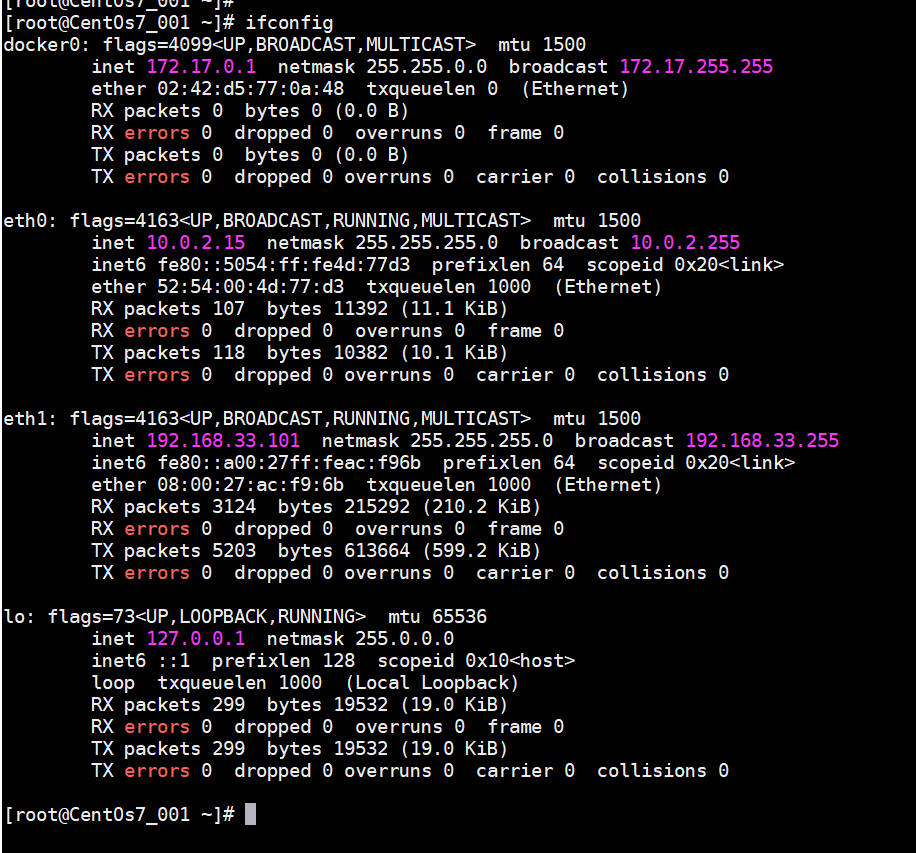 [root@CentOs7_001 ~]#
[root@CentOs7_001 ~]# ifconfig
docker0: flags=4099<UP,BROADCAST,MULTICAST>  mtu 1500
        inet 172.17.0.1  netmask 255.255.0.0  broadcast 172.17.255.255
        ether 02:42:d5:77:0a:48  txqueuelen 0  (Ethernet)
        RX packets 0  bytes 0 (0.0 B)
        RX errors 0  dropped 0  overruns 0  frame 0
        TX packets 0  bytes 0 (0.0 B)
        TX errors 0  dropped 0 overruns 0  carrier 0  collisions 0

eth0: flags=4163<UP,BROADCAST,RUNNING,MULTICAST>  mtu 1500
        inet 10.0.2.15  netmask 255.255.255.0  broadcast 10.0.2.255
        inet6 fe80::5054:ff:fe4d:77d3  prefixlen 64  scopeid 0x20<link>
        ether 52:54:00:4d:77:d3  txqueuelen 1000  (Ethernet)
        RX packets 107  bytes 11392 (11.1 KiB)
        RX errors 0  dropped 0  overruns 0  frame 0
        TX packets 118  bytes 10382 (10.1 KiB)
        TX errors 0  dropped 0 overruns 0  carrier 0  collisions 0

eth1: flags=4163<UP,BROADCAST,RUNNING,MULTICAST>  mtu 1500
        inet 192.168.33.101  netmask 255.255.255.0  broadcast 192.168.33.255
        inet6 fe80::a00:27ff:feac:f96b  prefixlen 64  scopeid 0x20<link>
        ether 08:00:27:ac:f9:6b  txqueuelen 1000  (Ethernet)
        RX packets 3124  bytes 215292 (210.2 KiB)
        RX errors 0  dropped 0  overruns 0  frame 0
        TX packets 5203  bytes 613664 (599.2 KiB)
        TX errors 0  dropped 0 overruns 0  carrier 0  collisions 0

lo: flags=73<UP,LOOPBACK,RUNNING>  mtu 65536
        inet 127.0.0.1  netmask 255.0.0.0
        inet6 ::1  prefixlen 128  scopeid 0x10<host>
        loop  txqueuelen 1000  (Local Loopback)
        RX packets 299  bytes 19532 (19.0 KiB)
        RX errors 0  dropped 0  overruns 0  frame 0
        TX packets 299  bytes 19532 (19.0 KiB)
        TX errors 0  dropped 0 overruns 0  carrier 0  collisions 0

[root@CentOs7_001 ~]#